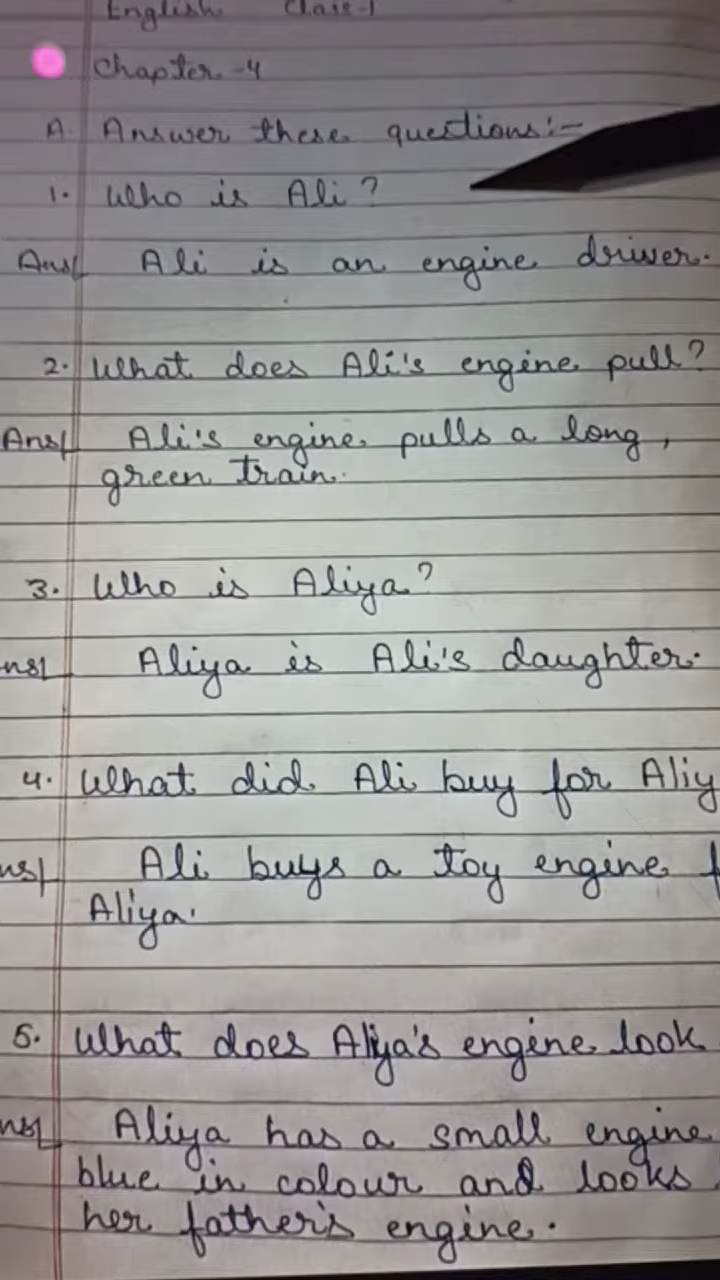 English Class-1
Chapter-4
A. Answer these questions:-
1. Who is Ali?
Ans/ Ali is an engine driver.
2. What does Ali's engine pull?
Ans/ Ali's engine pulls a long,
green train.
3. Who is Aliya?
ns/ Aliya is Ali's daughter.
4. What did Ali buy for Aliy
ns/ Ali buys a toy engine f
Aliya.
5. What does Aliya's engine look
ns/ Aliya has a small engine
blue in colour and looks
her father's engine.